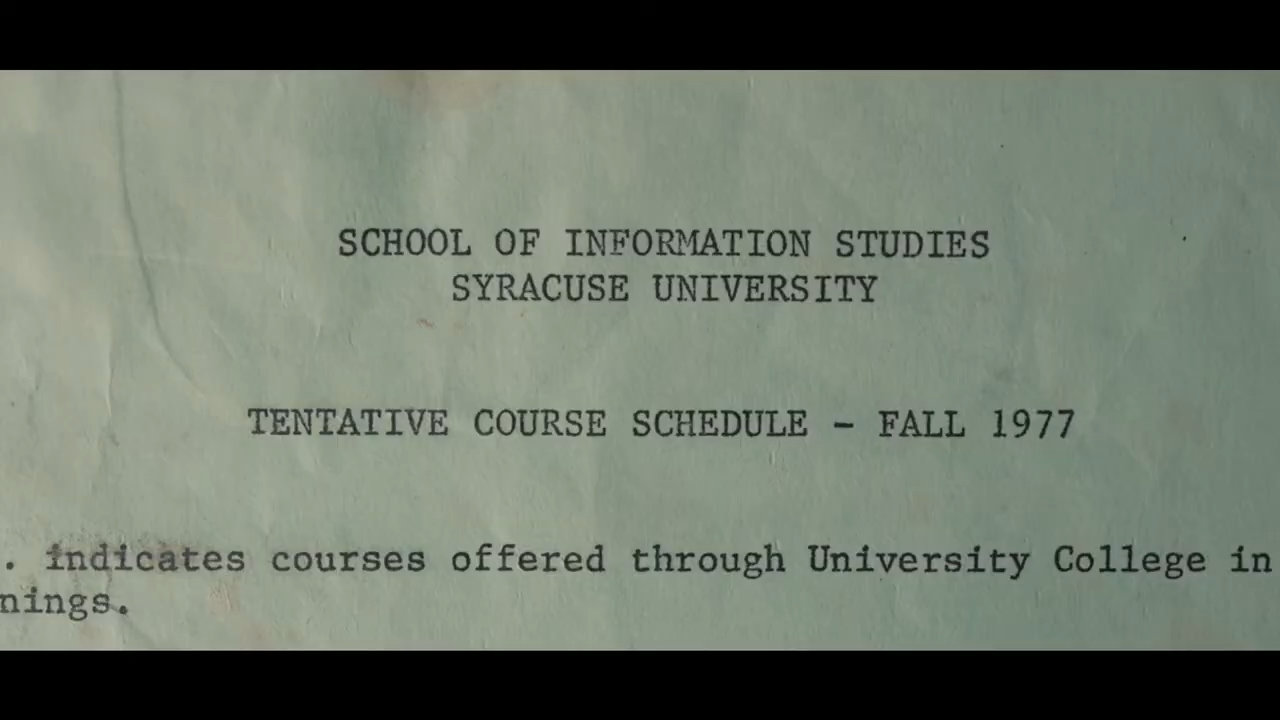 SCHOOL OF INFORMATION STUDIES
SYRACUSE UNIVERSITY
TENTATIVE COURSE SCHEDULE - FALL 1977
. indicates courses offered through University College in
nings.